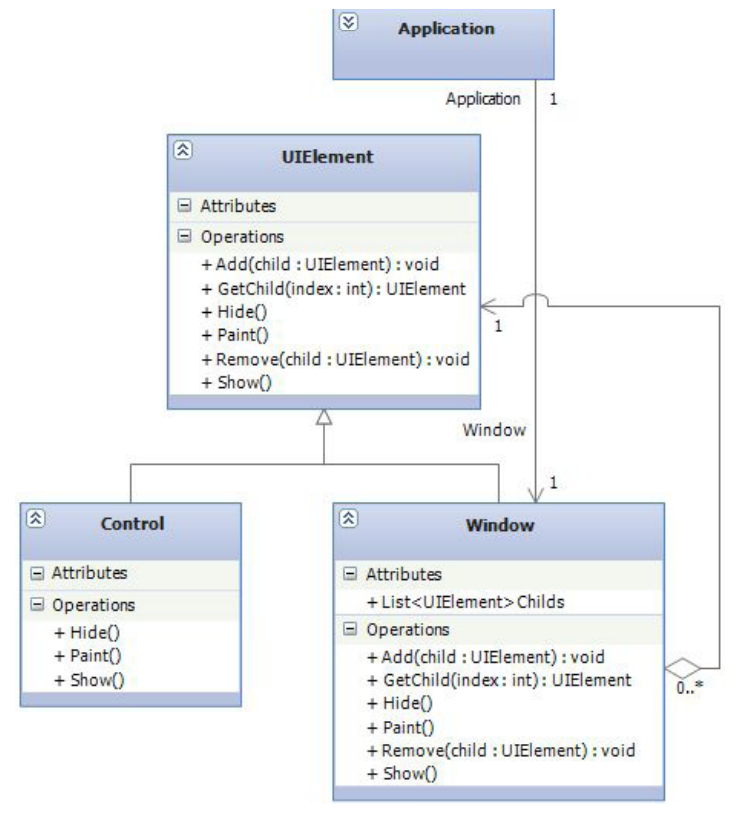 Application
Application 1
UIElement
Attributes
Operations
+ Add(child : UIElement) : void
+ GetChild(index : int) : UIElement
+ Hide()
+ Paint()
+ Remove(child : UIElement) : void
+ Show()
1
Window
1
Control
Attributes
Operations
+ Hide()
+ Paint()
+ Show()
Window
Attributes
+ List<UIElement> Childs
Operations
+ Add(child : UIElement) : void
+ GetChild(index : int) : UIElement
+ Hide()
+ Paint()
+ Remove(child : UIElement) : void
+ Show()
0..*